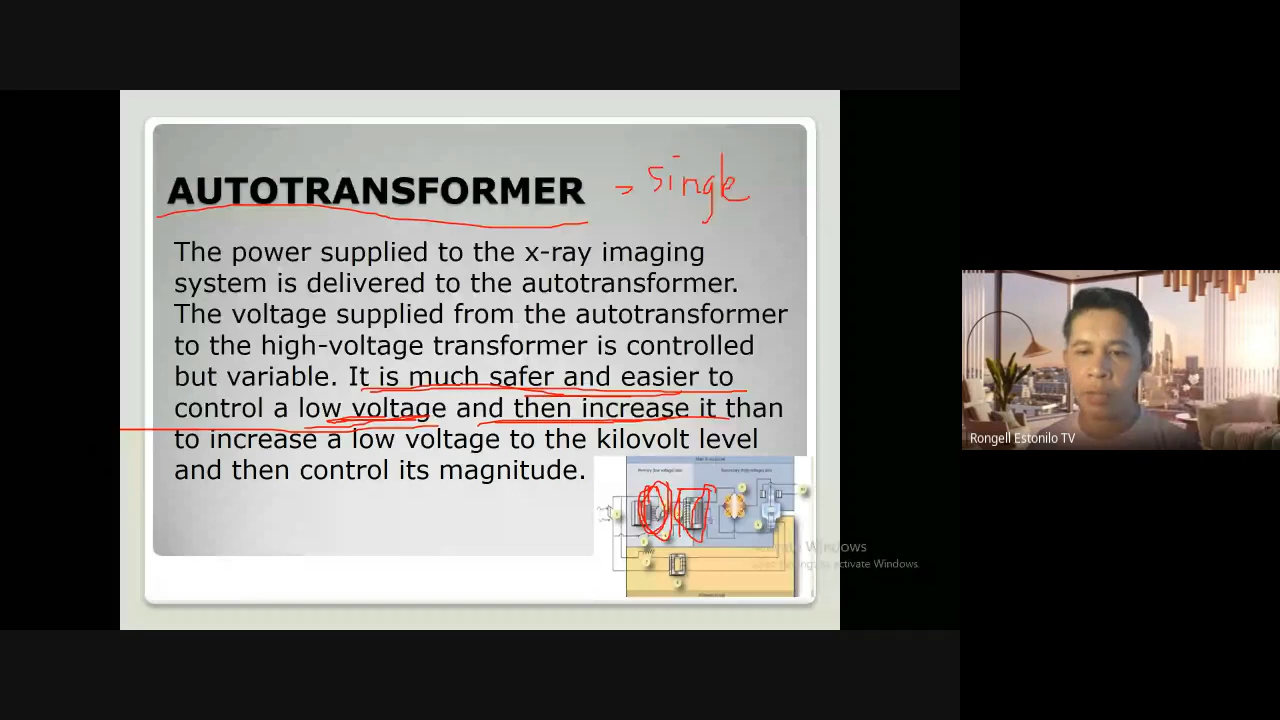 AUTOTRANSFORMER
→ single
The power supplied to the x-ray imaging
system is delivered to the autotransformer.
The voltage supplied from the autotransformer
to the high-voltage transformer is controlled
but variable. It is much safer and easier to
control a low voltage and then increase it than
to increase a low voltage to the kilovolt level
and then control its magnitude.
Windows
activate Windows.
Rongell Estonilo TV